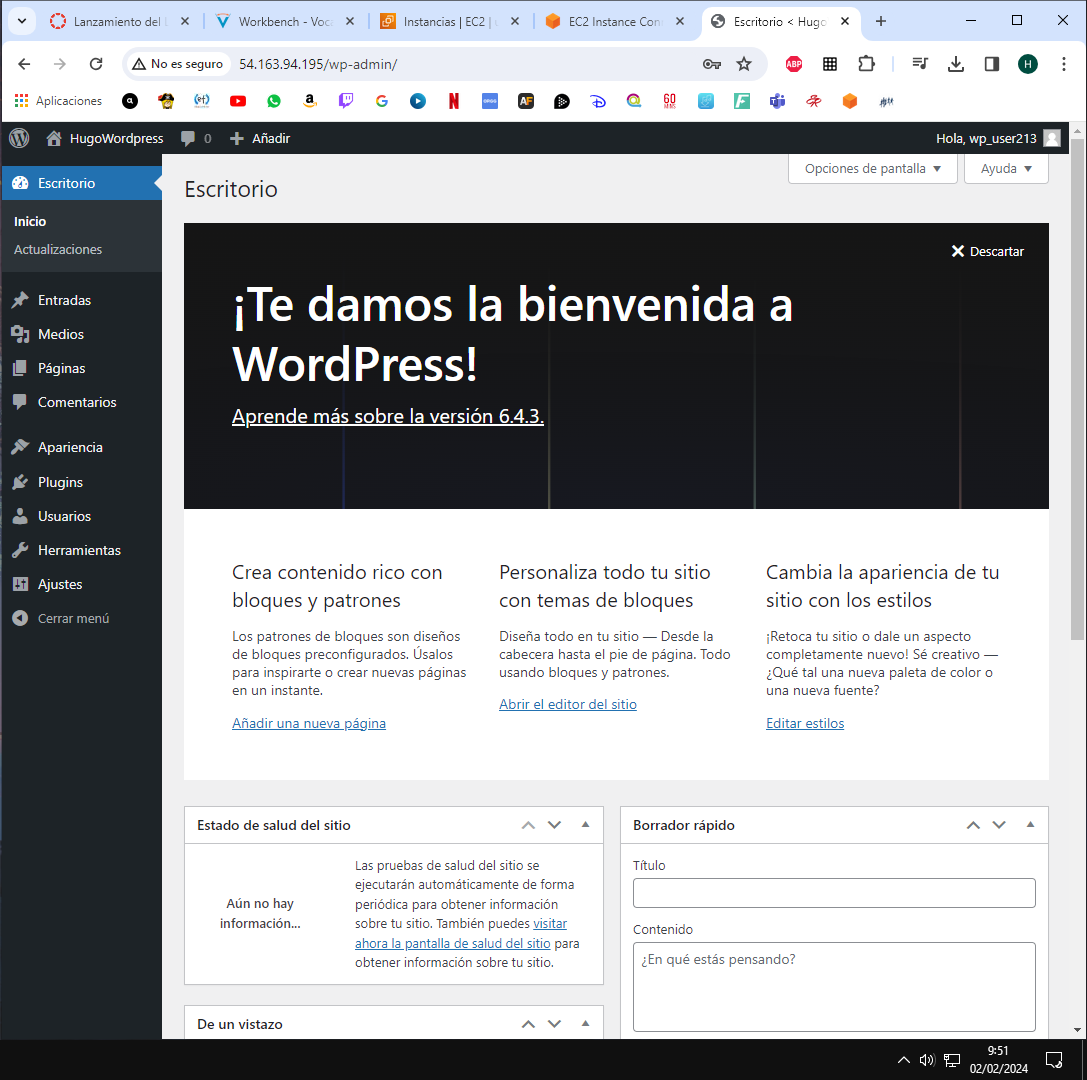 Lanzamiento del
Workbench - Voca
Instancias | EC2 |
EC2 Instance Con
Escritorio < Hugo
No es seguro
54.163.94.195/wp-admin/
ABP
H
Aplicaciones
HugoWordpress
0
Añadir
Hola, wp_user213
Escritorio
Inicio
Actualizaciones
Entradas
Medios
Páginas
Comentarios
Apariencia
Plugins
Usuarios
Herramientas
Ajustes
Cerrar menú
Opciones de pantalla
Ayuda
Escritorio
Descartar
¡Te damos la bienvenida a
WordPress!
Aprende más sobre la versión 6.4.3.
Crea contenido rico con
bloques y patrones
Los patrones de bloques son diseños
de bloques preconfigurados. Úsalos
para inspirarte o crear nuevas páginas
en un instante.
Añadir una nueva página
Personaliza todo tu sitio
con temas de bloques
Diseña todo en tu sitio — Desde la
cabecera hasta el pie de página. Todo
usando bloques y patrones.
Abrir el editor del sitio
Cambia la apariencia de tu
sitio con los estilos
¡Retoca tu sitio o dale un aspecto
completamente nuevo! Sé creativo —
¿Qué tal una nueva paleta de color o
una nueva fuente?
Editar estilos
Estado de salud del sitio
Aún no hay
información...
Las pruebas de salud del sitio se
ejecutarán automáticamente de forma
periódica para obtener información
sobre tu sitio. También puedes visitar
ahora la pantalla de salud del sitio para
obtener información sobre tu sitio.
De un vistazo
Borrador rápido
Título
Contenido
¿En qué estás pensando?
9:51
02/02/2024